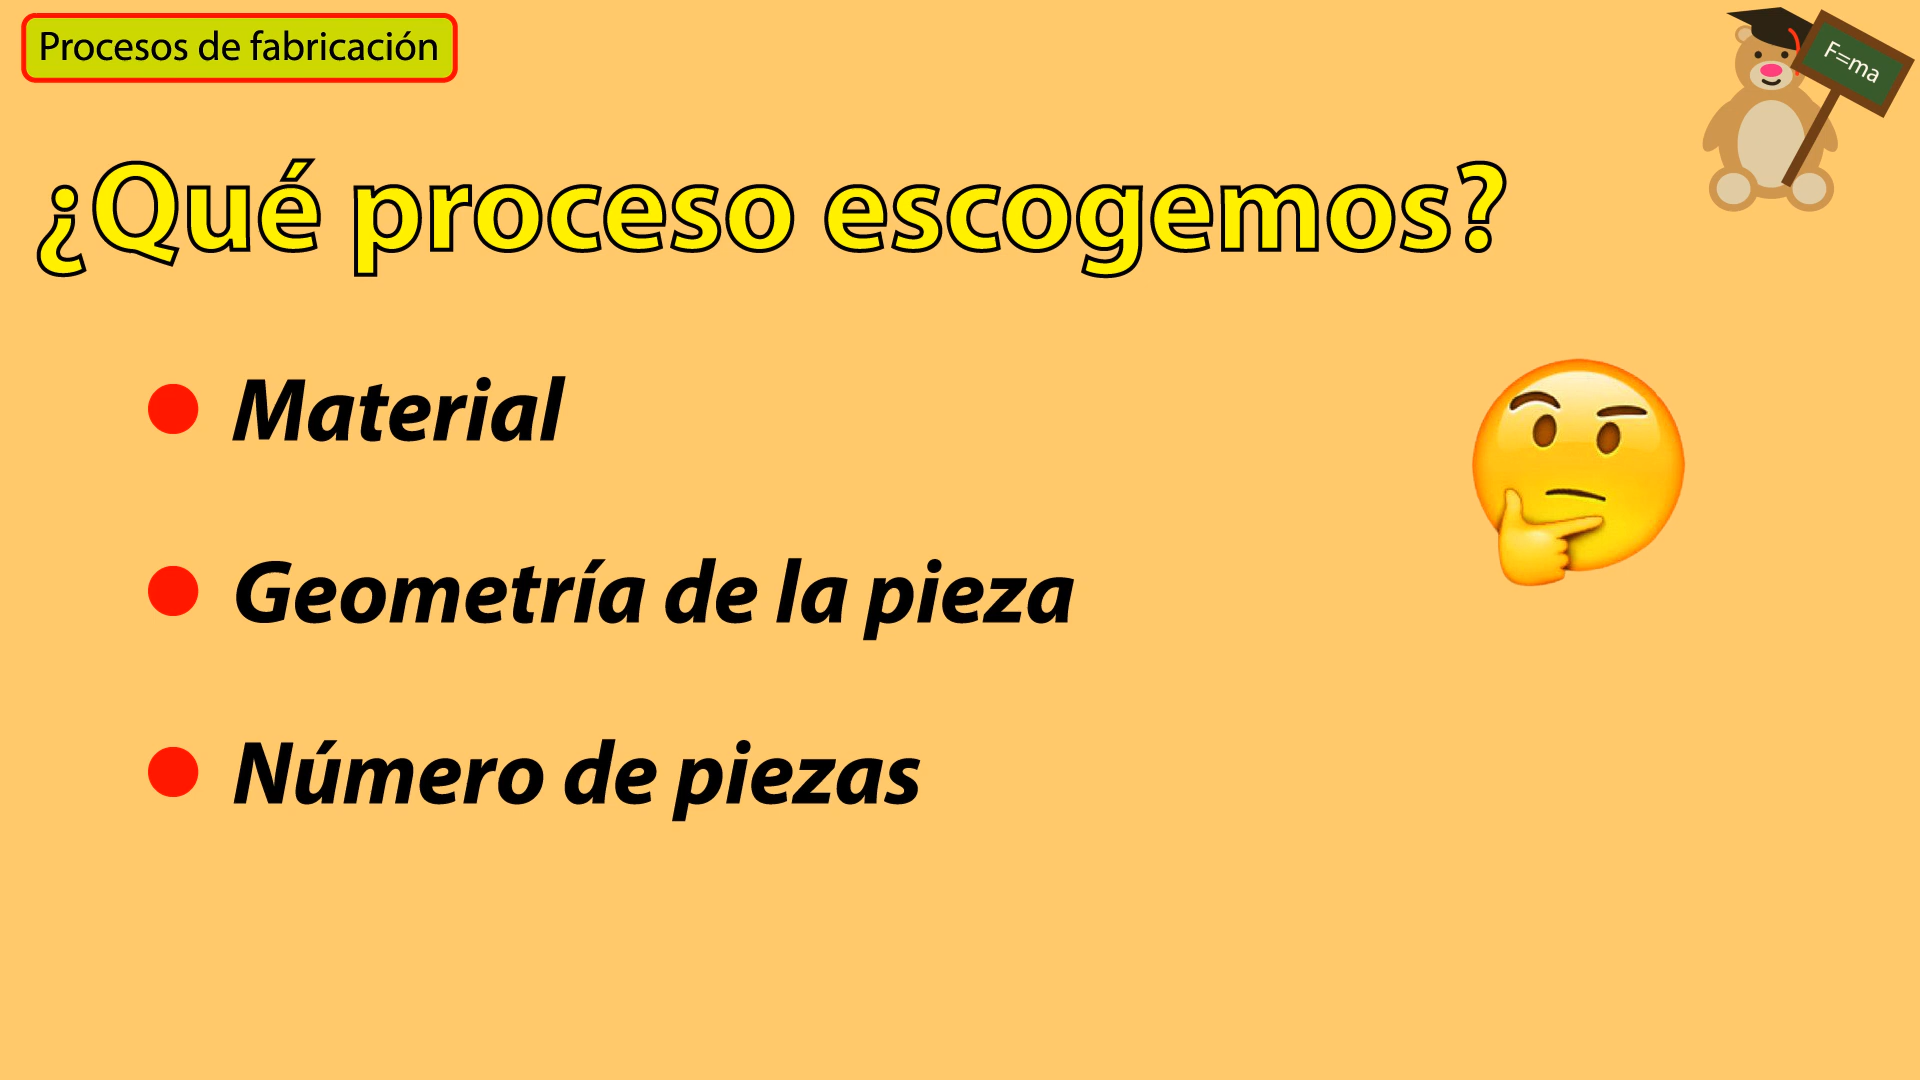 Procesos de fabricación
F=ma
¿Qué proceso escogemos?
Material
Geometría de la pieza
Número de piezas